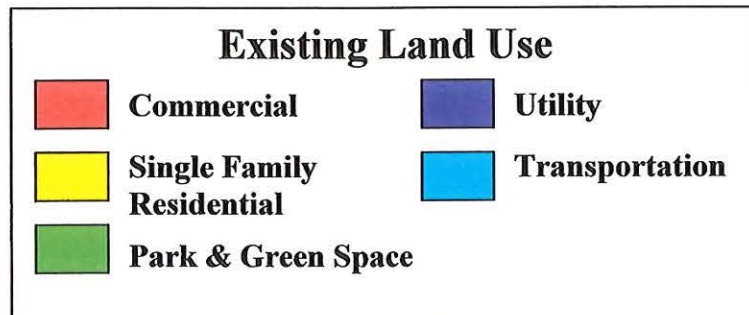 Existing Land Use
Commercial
Single Family
Residential
Park & Green Space
Utility
Transportation